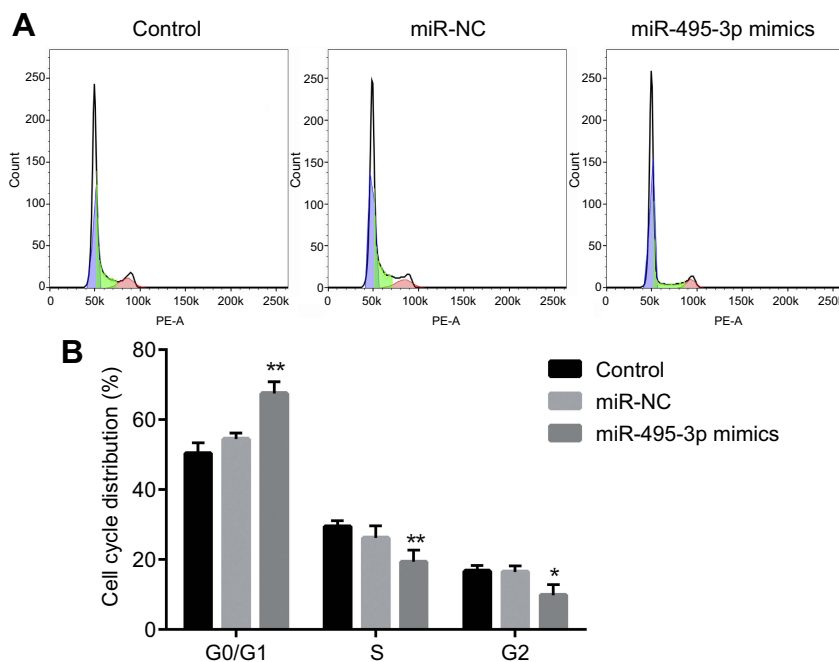 A
Control
miR-NC
miR-495-3p mimics
250
200
150
100
50
0
Count
0 50k 100k 150k 200k 250k
PE-A
250
200
150
100
50
0
Count
0 50k 100k 150k 200k 250k
PE-A
250
200
150
100
50
0
Count
0 50k 100k 150k 200k 250k
PE-A
B
80
60
40
20
0
Cell cycle distribution (%)
**
**
*
G0/G1 S G2
Control
miR-NC
miR-495-3p mimics